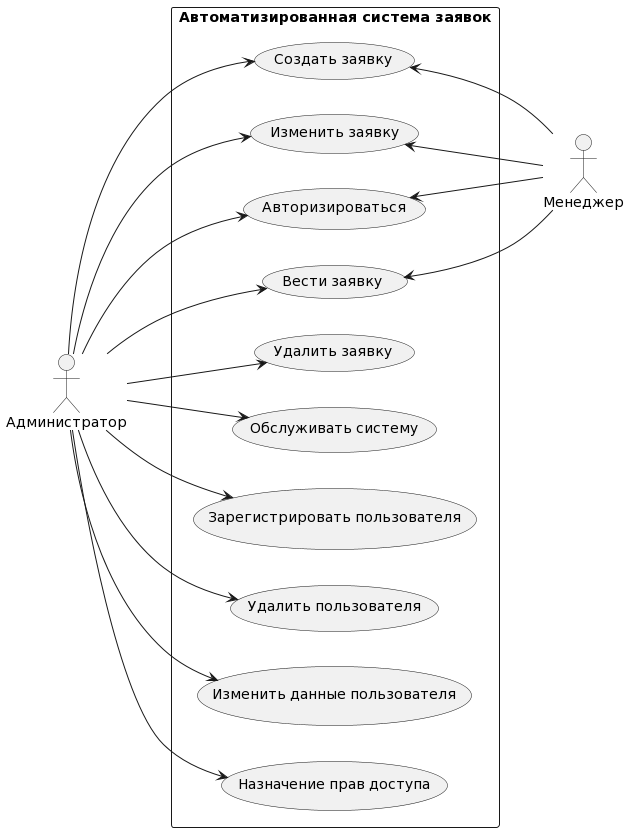 Автоматизированная система заявок
Создать заявку
Изменить заявку
Менеджер
Авторизироваться
Вести заявку
Удалить заявку
Администратор
Обслуживать систему
Зарегистрировать пользователя
Удалить пользователя
Изменить данные пользователя
Назначение прав доступа